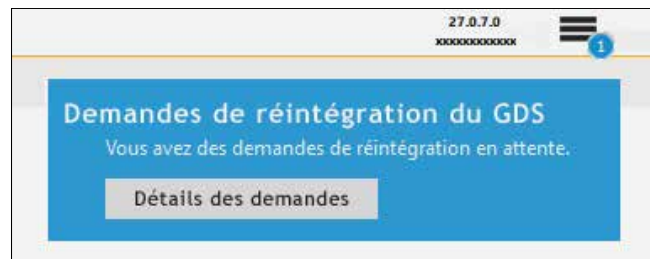 27.0.7.0
xxxxxxxxxxxx
1
Demandes de réintégration du GDS
Vous avez des demandes de réintégration en attente.
Détails des demandes